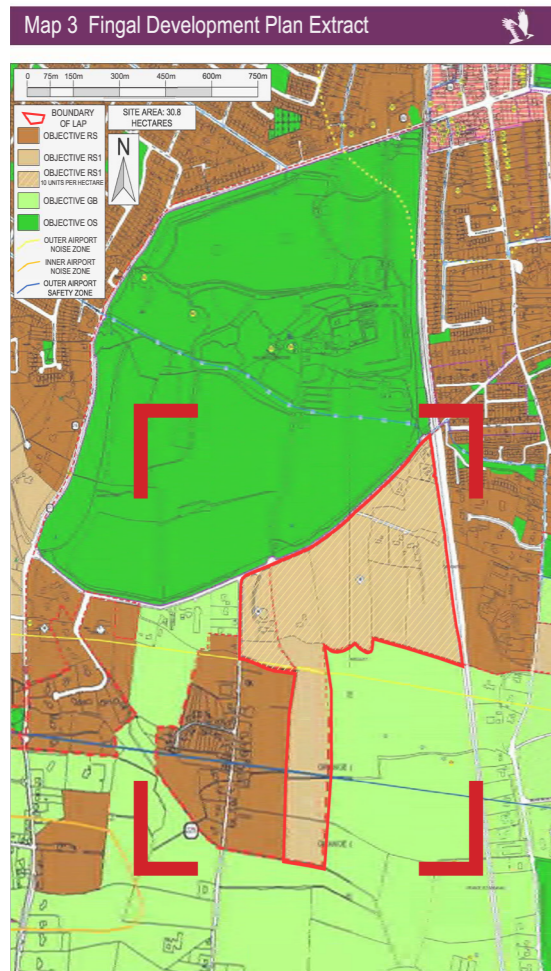 Map 3 Fingal Development Plan Extract
0 75m 150m 300m 450m 600m 750m
BOUNDARY
OF LAP
SITE AREA: 30.8
HECTARES
OBJECTIVE RS
N
OBJECTIVE RS1
OBJECTIVE RS1
10 UNITS PER HECTARE
OBJECTIVE GB
OBJECTIVE OS
OUTER AIRPORT
NOISE ZONE
INNER AIRPORT
NOISE ZONE
OUTER AIRPORT
SAFETY ZONE